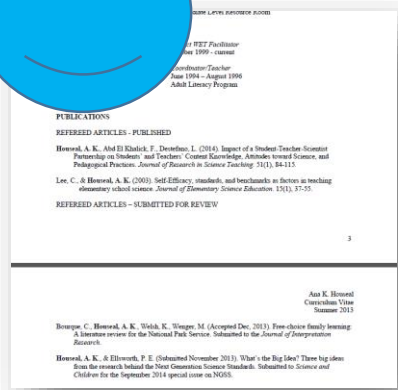 Level Resource Room
WET Facilitator
1999 - current
Coordinator/Teacher
June 1994 – August 1996
Adult Literacy Program
PUBLICATIONS
REFEREED ARTICLES - PUBLISHED
Houseal, A. K., Abd El Khalick, F., Destefano, L. (2014). Impact of a Student-Teacher-Scientist
Partnership on Students' and Teachers' Content Knowledge, Attitudes toward Science, and
Pedagogical Practices. Journal of Research in Science Teaching. 51(1), 84-115.
Lee, C., & Houseal, A. K. (2003). Self-Efficacy, standards, and benchmarks as factors in teaching
elementary school science. Journal of Elementary Science Education. 15(1), 37-55.
REFEREED ARTICLES – SUBMITTED FOR REVIEW
3
Ana K. Houseal
Curriculum Vitae
Summer 2013
Bourque, C., Houseal, A. K., Welsh, K., Wenger, M. (Accepted Dec, 2013). Free-choice family learning:
A literature review for the National Park Service. Submitted to the Journal of Interpretation
Research.
Houseal, A. K., & Ellsworth, P. E. (Submitted November 2013). What's the Big Idea? Three big ideas
from the research behind the Next Generation Science Standards. Submitted to Science and
Children for the September 2014 special issue on NGSS.